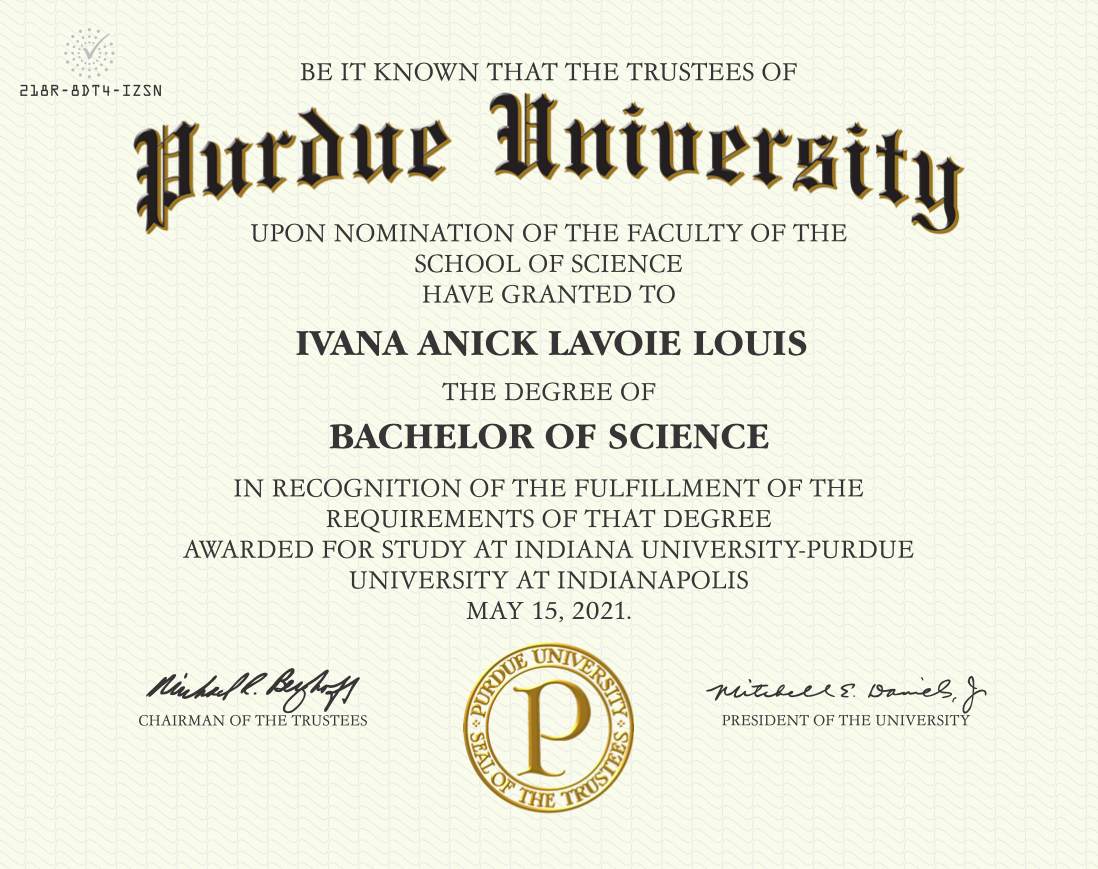 218R-8DT4-IZSN
BE IT KNOWN THAT THE TRUSTEES OF
Purdue University
UPON NOMINATION OF THE FACULTY OF THE
SCHOOL OF SCIENCE
HAVE GRANTED TO
IVANA ANICK LAVOIE LOUIS
THE DEGREE OF
BACHELOR OF SCIENCE
IN RECOGNITION OF THE FULFILLMENT OF THE
REQUIREMENTS OF THAT DEGREE
AWARDED FOR STUDY AT INDIANA UNIVERSITY-PURDUE
UNIVERSITY AT INDIANAPOLIS
MAY 15, 2021.
Michael R. Berghoff
CHAIRMAN OF THE TRUSTEES
PURDUE UNIVERSITY
P
SEAL OF THE TRUSTEES
Mitchell E. Daniels, Jr
PRESIDENT OF THE UNIVERSITY